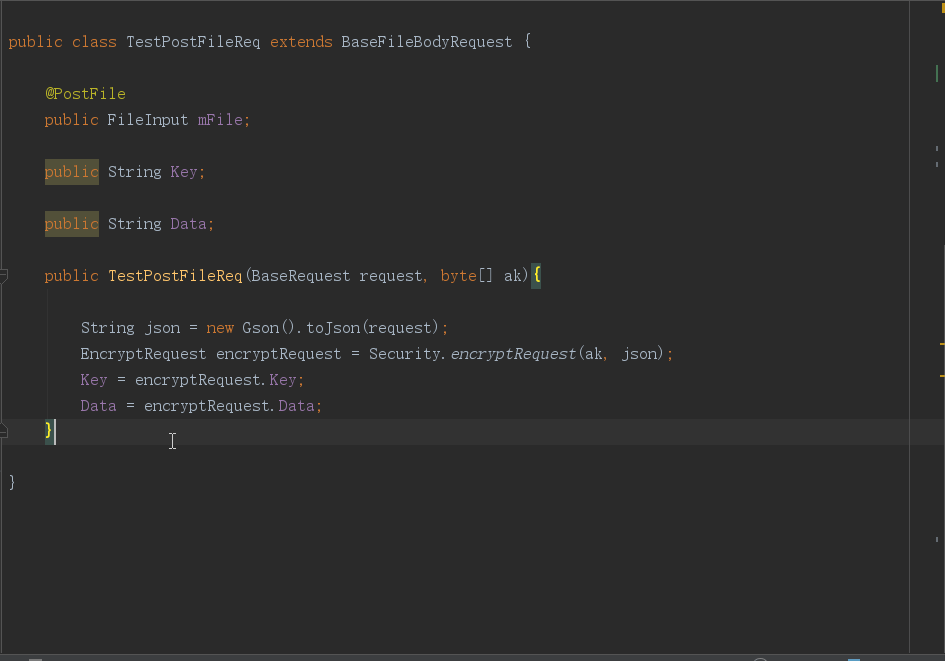 public class TestPostFileReq extends BaseFileBodyRequest {
@PostFile
public FileInput mFile;
public String Key;
public String Data;
public TestPostFileReq(BaseRequest request, byte[] ak){
String json = new Gson().toJson(request);
EncryptRequest encryptRequest = Security.encryptRequest(ak, json);
Key = encryptRequest.Key;
Data = encryptRequest.Data;
}
}